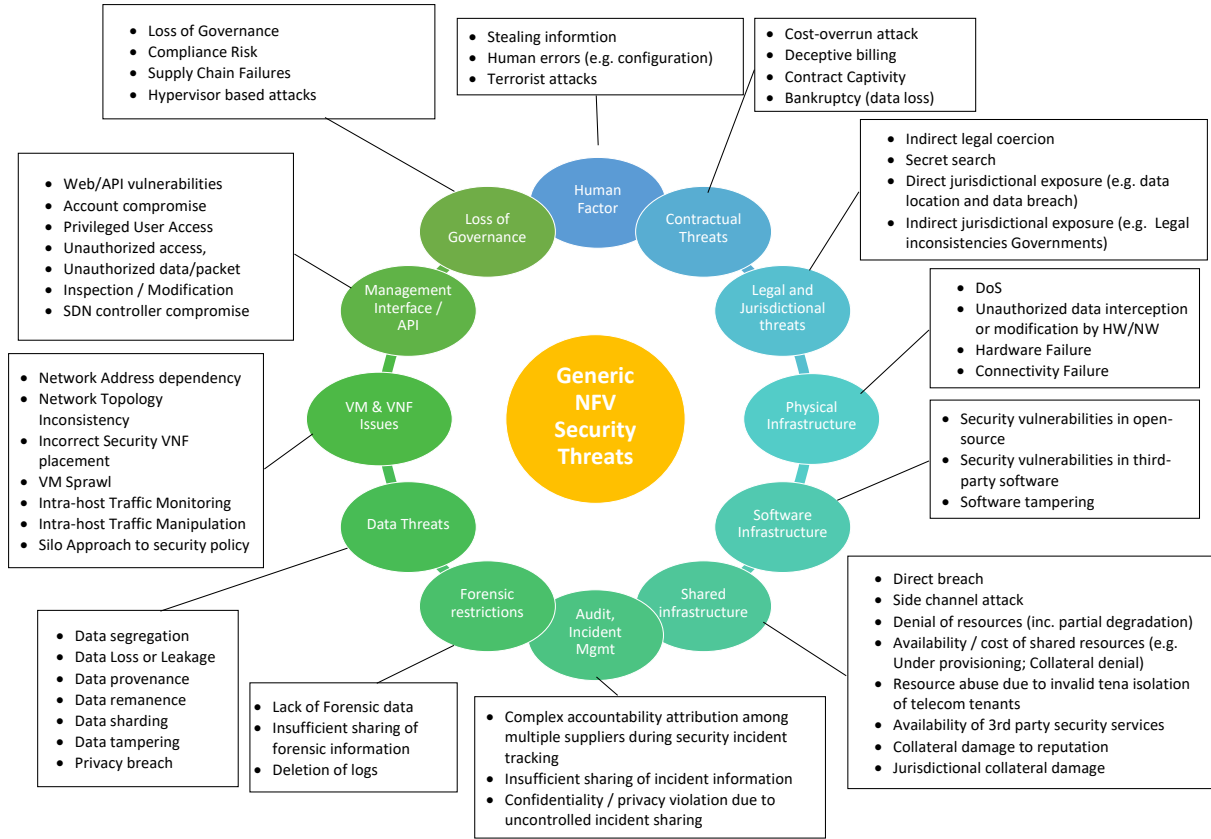 Loss of Governance
Compliance Risk
Supply Chain Failures
Hypervisor based attacks
Stealing informtion
Human errors (e.g. configuration)
Terrorist attacks
Cost-overrun attack
Deceptive billing
Contract Captivity
Bankruptcy (data loss)
Indirect legal coercion
Secret search
Direct jurisdictional exposure (e.g. data
location and data breach)
Indirect jurisdictional exposure (e.g. Legal
inconsistencies Governments)
Web/API vulnerabilities
Account compromise
Privileged User Access
Unauthorized access,
Unauthorized data/packet
Inspection / Modification
SDN controller compromise
Human
Factor
Loss of
Governance
Contractual
Threats
Management
Interface /
API
Legal and
Jurisdictional
threats
DoS
Unauthorized data interception
or modification by HW/NW
Hardware Failure
Connectivity Failure
Network Address dependency
Network Topology
Inconsistency
Incorrect Security VNF
placement
VM Sprawl
Intra-host Traffic Monitoring
Intra-host Traffic Manipulation
Silo Approach to security policy
VM & VNF
Issues
Generic
NFV
Security
Threats
Physical
Infrastructure
Security vulnerabilities in open-
source
Security vulnerabilities in third-
party software
Software tampering
Data Threats
Software
Infrastructure
Forensic
restrictions
Audit,
Incident
Mgmt
Shared
infrastructure
Direct breach
Side channel attack
Denial of resources (inc. partial degradation)
Availability / cost of shared resources (e.g.
Under provisioning; Collateral denial)
Resource abuse due to invalid tena isolation
of telecom tenants
Availability of 3rd party security services
Collateral damage to reputation
Jurisdictional collateral damage
Data segregation
Data Loss or Leakage
Data provenance
Data remanence
Data sharding
Data tampering
Privacy breach
Lack of Forensic data
Insufficient sharing of
forensic information
Deletion of logs
Complex accountability attribution among
multiple suppliers during security incident
tracking
Insufficient sharing of incident information
Confidentiality / privacy violation due to
uncontrolled incident sharing